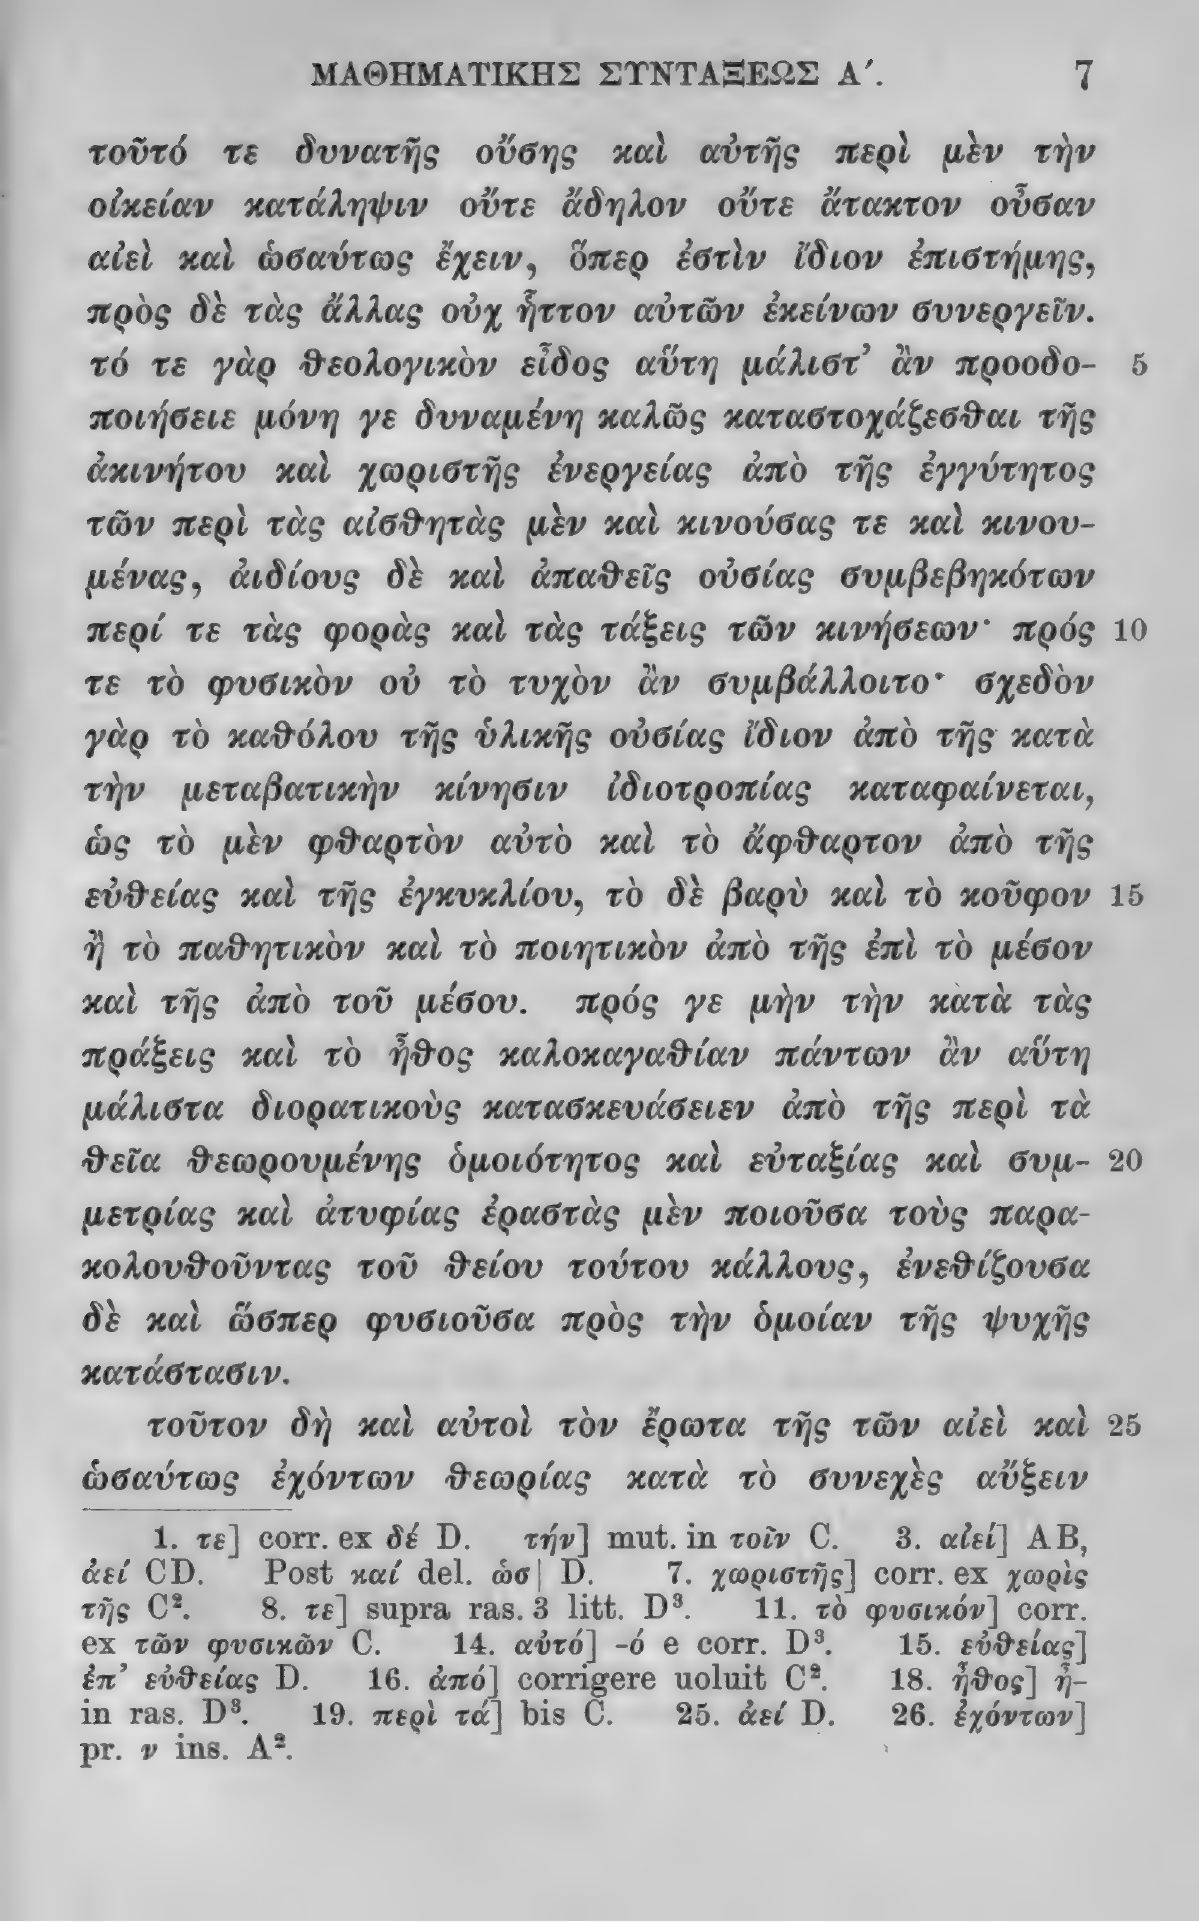 ΜΑΘΗΜΑΤΙΚΗΣ ΣΥΝΤΑΞΕΩΣ Α΄. 7
τοῦτό τε δυνατῆς οὔσης καὶ αὐτῆς περὶ μὲν τὴν
οἰκείαν κατάληψιν οὔτε ἄδηλον οὔτε ἄτακτον οὖσαν
αἰεὶ καὶ ὡσαύτως ἔχειν, ὅπερ ἐστὶν ἴδιον ἐπιστήμης,
πρὸς δὲ τὰς ἄλλας οὐχ ἧττον αὐτῶν ἐκείνων συνεργεῖν.
τό τε γὰρ θεολογικὸν εἶδος αὕτη μάλιστ’ ἂν προοδο- 5
ποιήσειε μόνη γε δυναμένη καλῶς καταστοχάζεσθαι τῆς
ἀκινήτου καὶ χωριστῆς ἐνεργείας ἀπὸ τῆς ἐγγύτητος
τῶν περὶ τὰς αἰσθητὰς μὲν καὶ κινούσας τε καὶ κινου-
μένας, ἀιδίους δὲ καὶ ἀπαθεῖς οὐσίας συμβεβηκότων
περί τε τὰς φορὰς καὶ τὰς τάξεις τῶν κινήσεων· πρός 10
τε τὸ φυσικὸν οὐ τὸ τυχὸν ἂν συμβάλλοιτο· σχεδὸν
γὰρ τὸ καθόλου τῆς ὑλικῆς οὐσίας ἴδιον ἀπὸ τῆς κατὰ
τὴν μεταβατικὴν κίνησιν ἰδιοτροπίας καταφαίνεται,
ὡς τὸ μὲν φθαρτὸν αὐτὸ καὶ τὸ ἄφθαρτον ἀπὸ τῆς
εὐθείας καὶ τῆς ἐγκυκλίου, τὸ δὲ βαρὺ καὶ τὸ κοῦφον 15
ἢ τὸ παθητικὸν καὶ τὸ ποιητικὸν ἀπὸ τῆς ἐπὶ τὸ μέσον
καὶ τῆς ἀπὸ τοῦ μέσου. πρός γε μὴν τὴν κατὰ τὰς
πράξεις καὶ τὸ ἦθος καλοκαγαθίαν πάντων ἂν αὕτη
μάλιστα διορατικοὺς κατασκευάσειεν ἀπὸ τῆς περὶ τὰ
θεῖα θεωρουμένης ὁμοιότητος καὶ εὐταξίας καὶ συμ- 20
μετρίας καὶ ἀτυφίας ἐραστὰς μὲν ποιοῦσα τοὺς παρα-
κολουθοῦντας τοῦ θείου τούτου κάλλους, ἐνεθίζουσα
δὲ καὶ ὥσπερ φυσιοῦσα πρὸς τὴν ὁμοίαν τῆς ψυχῆς
κατάστασιν.
τοῦτον δὴ καὶ αὐτοὶ τὸν ἔρωτα τῆς τῶν αἰεὶ καὶ 25
ὡσαύτως ἐχόντων θεωρίας κατὰ τὸ συνεχὲς αὔξειν
1. τε] corr. ex δέ D. τήν] mut. in τοῖν C. 3. αἰεί] AB,
ἀεί CD. Post καί del. ὡσ| D. 7. χωριστῆς] corr. ex χωρὶς
τῆς C². 8. τε] supra ras. 3 litt. D³. 11. τὸ φυσικόν] corr.
ex τῶν φυσικῶν C. 14. αὐτό] -ό e corr. D³. 15. εὐθείας]
ἐπ’ εὐθείας D. 16. ἀπό] corrigere uoluit C². 18. ἦθος] ἦ-
in ras. D³. 19. περὶ τά] bis C. 25. ἀεί D. 26. ἐχόντων]
pr. ν ins. A².